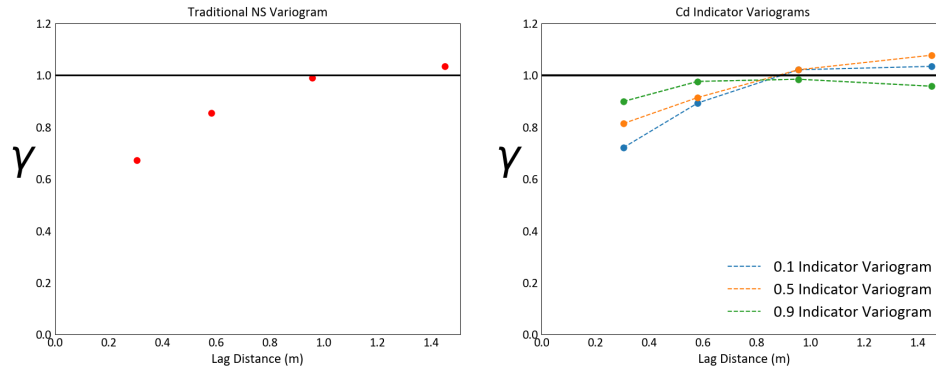 Traditional NS Variogram
1.2
1.0
0.8
0.6
0.4
0.2
0.0
γ
0.0 0.2 0.4 0.6 0.8 1.0 1.2 1.4
Lag Distance (m)
Cd Indicator Variograms
1.2
1.0
0.8
0.6
0.4
0.2
0.0
γ
0.1 Indicator Variogram
0.5 Indicator Variogram
0.9 Indicator Variogram
0.0 0.2 0.4 0.6 0.8 1.0 1.2 1.4
Lag Distance (m)